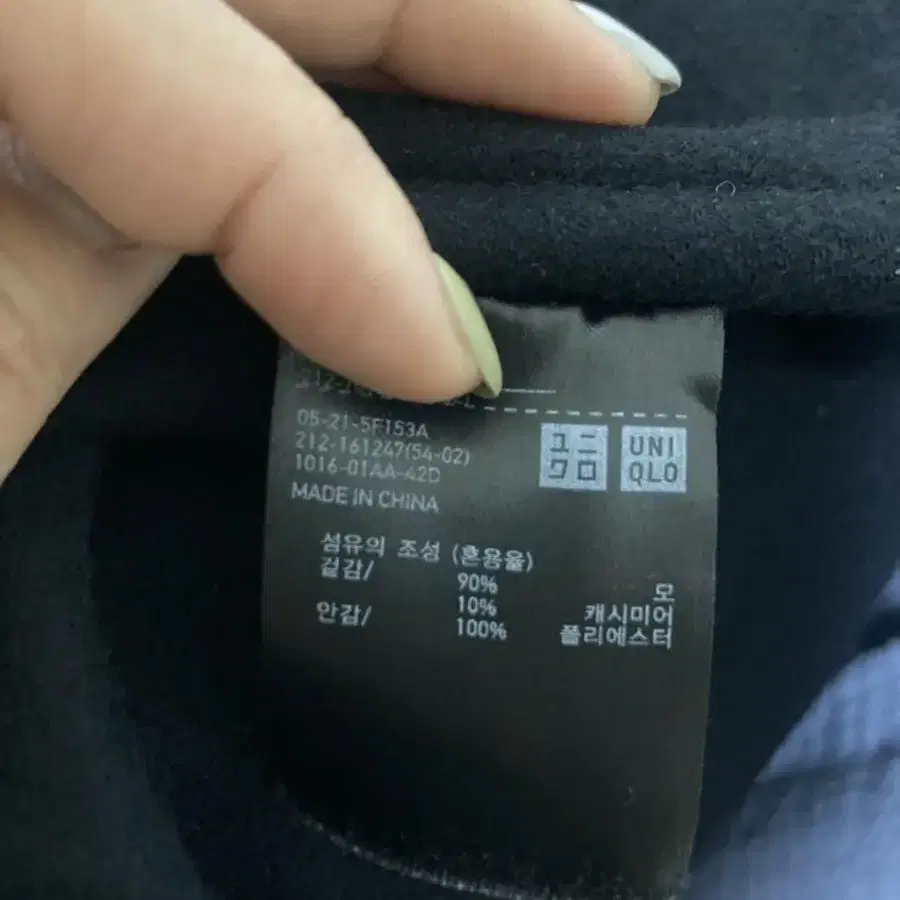 05-21-5F153A
212-161247(54-02)
1016-01AA-42D
MADE IN CHINA
ユニ
クロ
UNI
QLO
섬유의 조성 (혼용율)
겉감/ 90% 모
10% 캐시미어
안감/ 100% 폴리에스터